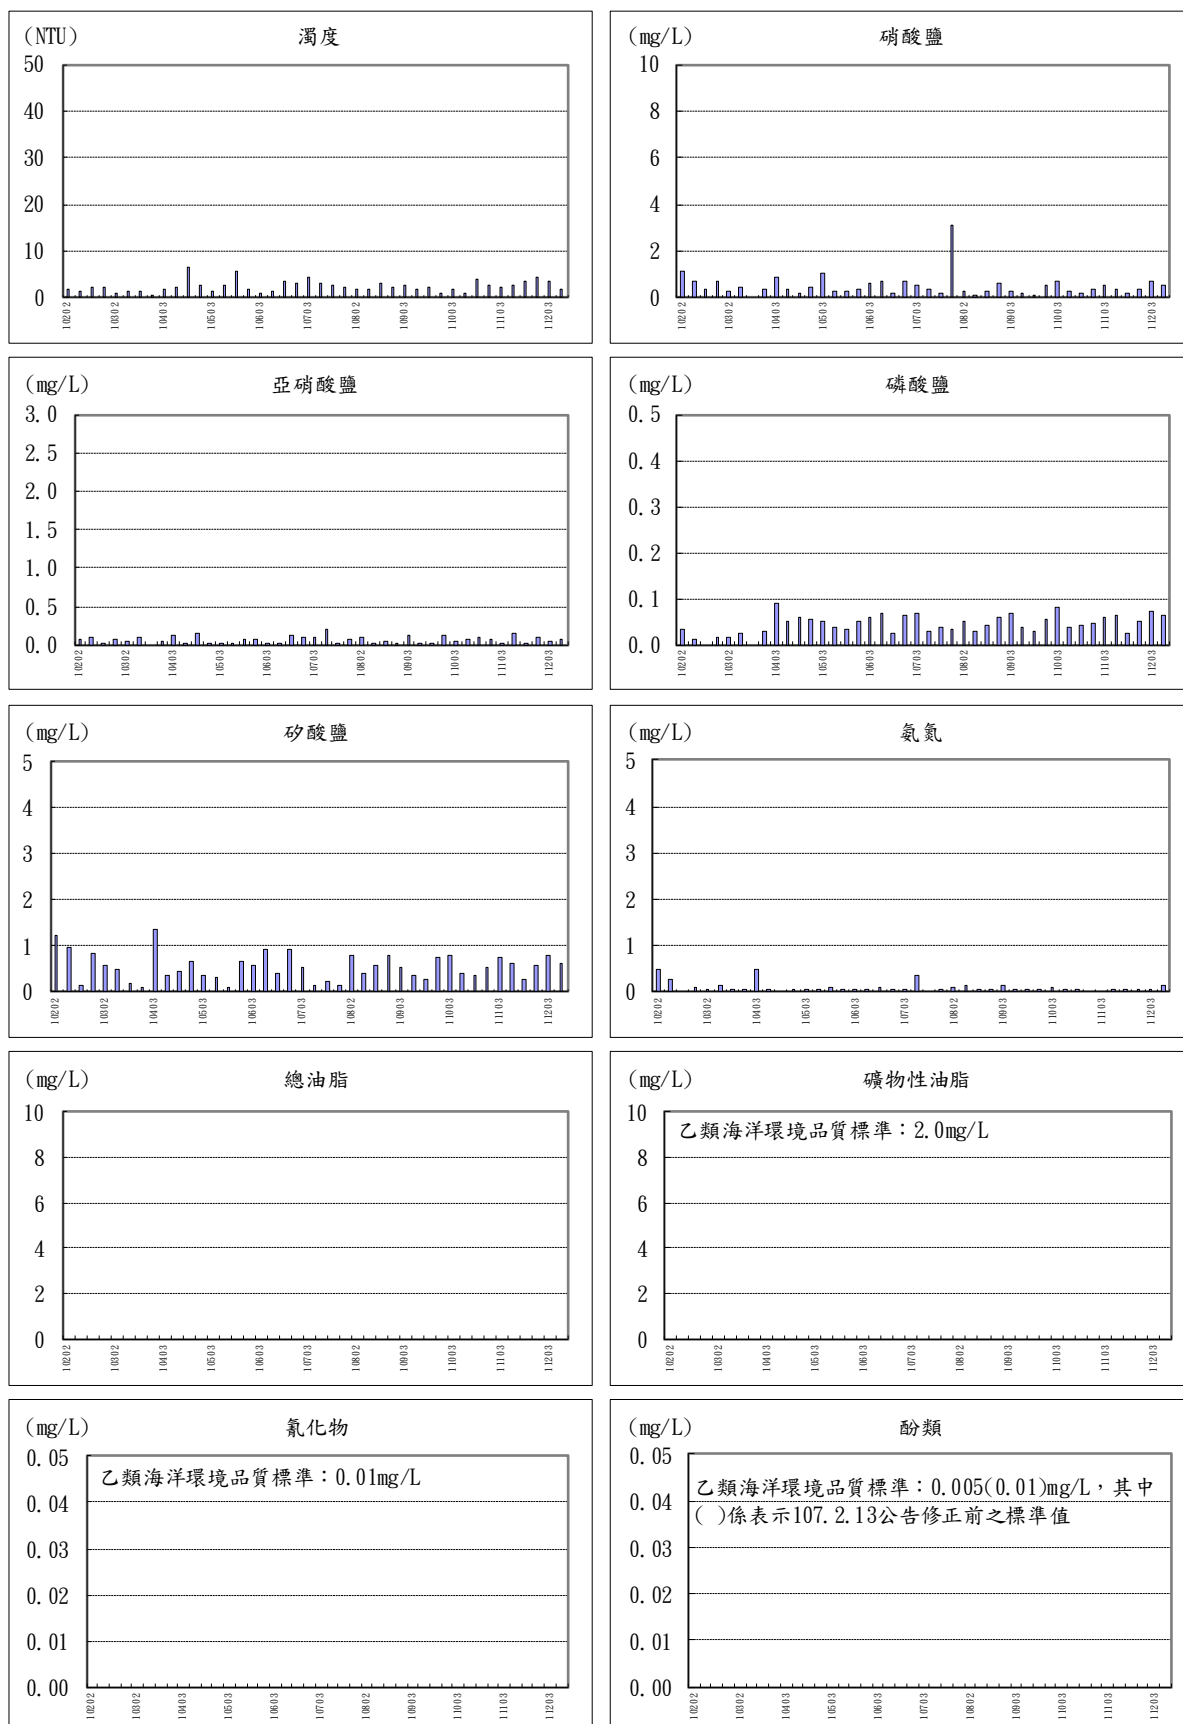 (NTU) 濁度
50
40
30
20
10
0
10202 10302 10403 10503 10603 10703 10802 10903 11003 11103 11203
(mg/L) 硝酸鹽
10
8
6
4
2
0
10202 10302 10403 10503 10603 10703 10802 10903 11003 11103 11203
(mg/L) 亞硝酸鹽
3.0
2.5
2.0
1.5
1.0
0.5
0.0
10202 10302 10403 10503 10603 10703 10802 10903 11003 11103 11203
(mg/L) 磷酸鹽
0.5
0.4
0.3
0.2
0.1
0.0
10202 10302 10403 10503 10603 10703 10802 10903 11003 11103 11203
(mg/L) 矽酸鹽
5
4
3
2
1
0
10202 10302 10403 10503 10603 10703 10802 10903 11003 11103 11203
(mg/L) 氨氮
5
4
3
2
1
0
10202 10302 10403 10503 10603 10703 10802 10903 11003 11103 11203
(mg/L) 總油脂
10
8
6
4
2
0
10202 10302 10403 10503 10603 10703 10802 10903 11003 11103 11203
(mg/L) 礦物性油脂
乙類海洋環境品質標準：2.0mg/L
10
8
6
4
2
0
10202 10302 10403 10503 10603 10703 10802 10903 11003 11103 11203
(mg/L) 氰化物
乙類海洋環境品質標準：0.01mg/L
0.05
0.04
0.03
0.02
0.01
0.00
10202 10302 10403 10503 10603 10703 10802 10903 11003 11103 11203
(mg/L) 酚類
乙類海洋環境品質標準：0.005(0.01)mg/L，其中
( )係表示107.2.13公告修正前之標準值
0.05
0.04
0.03
0.02
0.01
0.00
10202 10302 10403 10503 10603 10703 10802 10903 11003 11103 11203